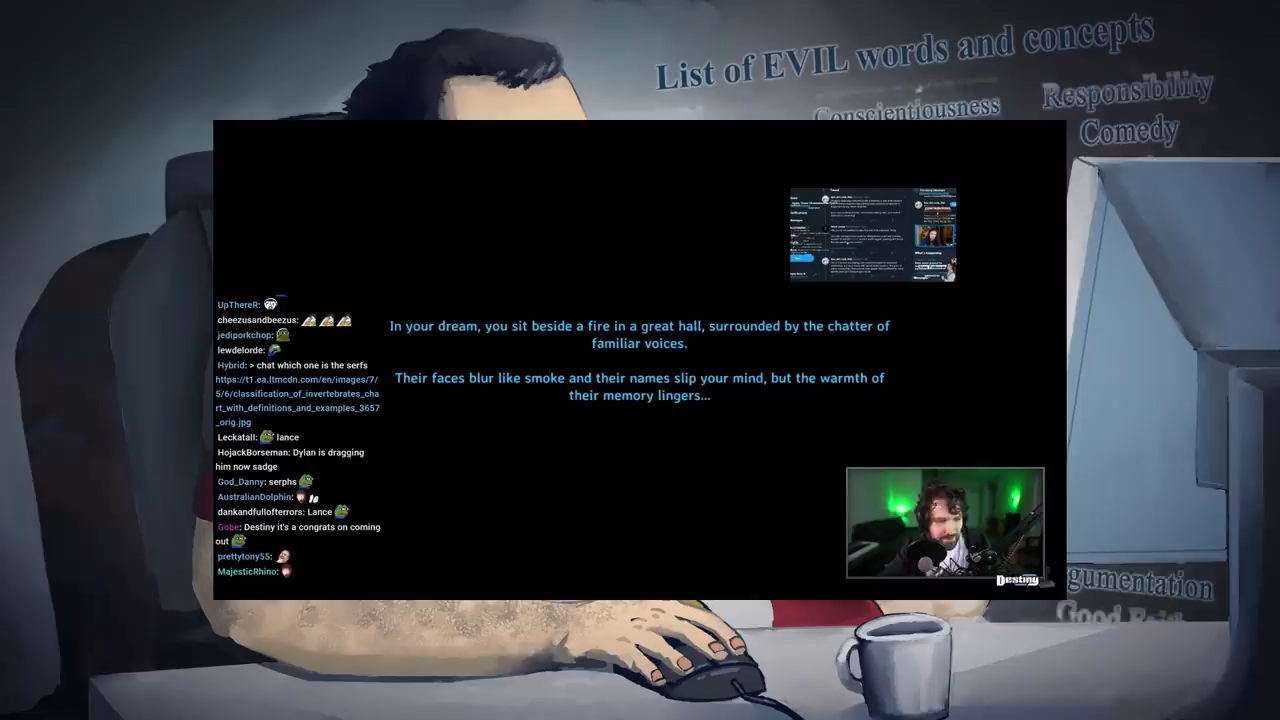 List of EVIL words and concepts
Conscientiousness
Responsibility
Comedy
UpThereR:
cheezusandbeezus:
jediporkchop:
lewdelorde:
Hybrid: > chat which one is the serfs
https://t1.ea.ltmcdn.com/en/images/7/
5/6/classification_of_invertebrates_cha
rt_with_definitions_and_examples_3657
_orig.jpg
Leckatail: lance
HojackBorseman: Dylan is dragging
him now sadge
God_Danny: serphs
AustralianDolphin:
dankandfullofterrors: Lance
Gobe: Destiny it's a congrats on coming
out
prettytony55:
MajesticRhino:
In your dream, you sit beside a fire in a great hall, surrounded by the chatter of
familiar voices.
Their faces blur like smoke and their names slip your mind, but the warmth of
their memory lingers...
Destiny
gumentation